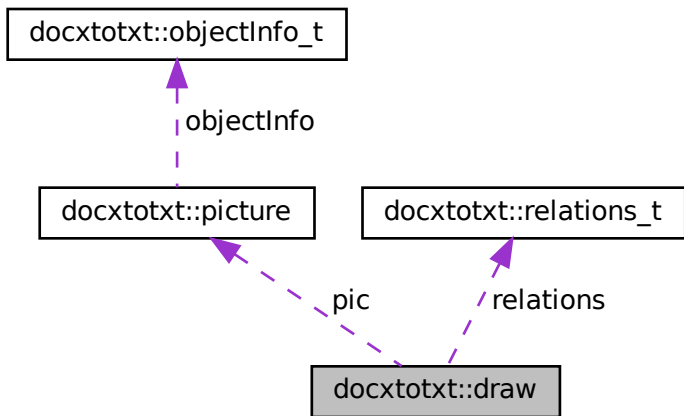 docxtotxt::objectInfo_t
objectInfo
docxtotxt::picture
docxtotxt::relations_t
pic
relations
docxtotxt::draw